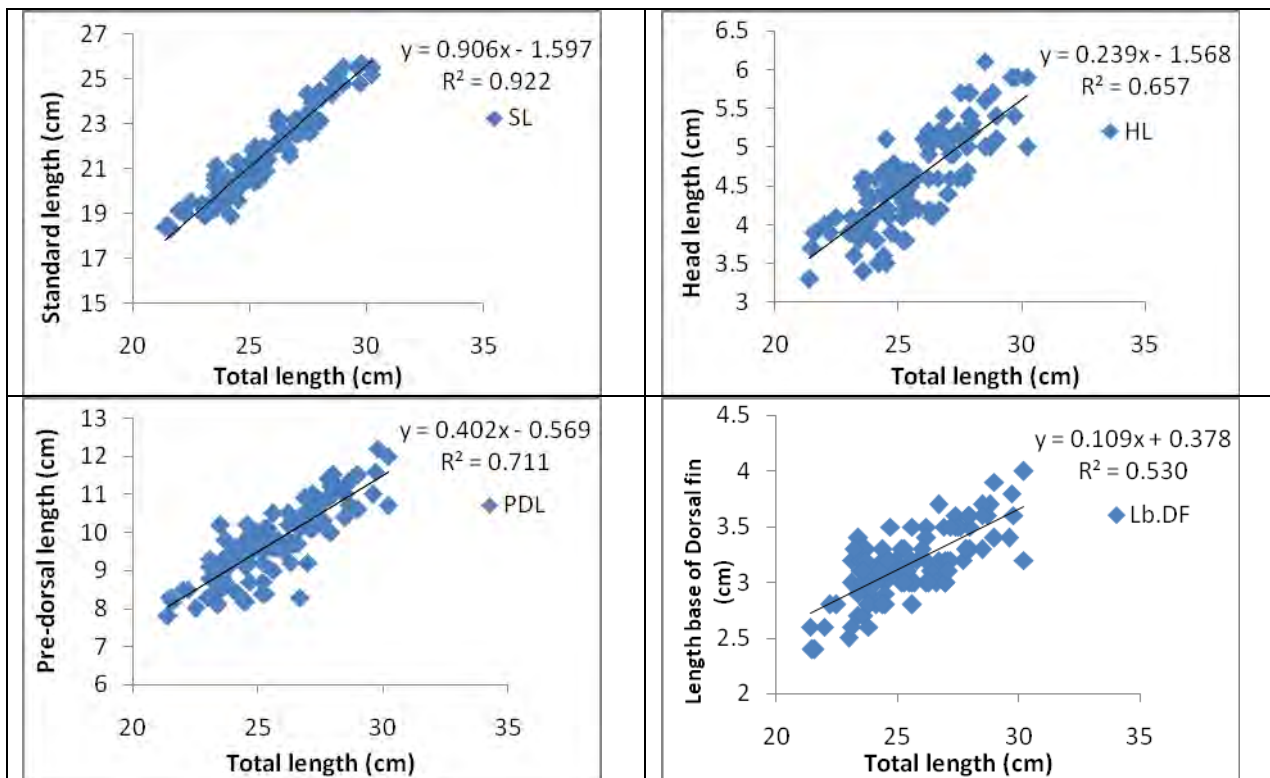 27
25
23
21
19
17
15
Standard length (cm)
y = 0.906x - 1.597
R² = 0.922
SL
20 25 30 35
Total length (cm)
6.5
6
5.5
5
4.5
4
3.5
3
Head length (cm)
y = 0.239x - 1.568
R² = 0.657
HL
20 25 30 35
Total length (cm)
13
12
11
10
9
8
7
6
Pre-dorsal length (cm)
y = 0.402x - 0.569
R² = 0.711
PDL
20 25 30 35
Total length (cm)
4.5
4
3.5
3
2.5
2
Length base of Dorsal fin
(cm)
y = 0.109x + 0.378
R² = 0.530
Lb.DF
20 25 30 35
Total length (cm)